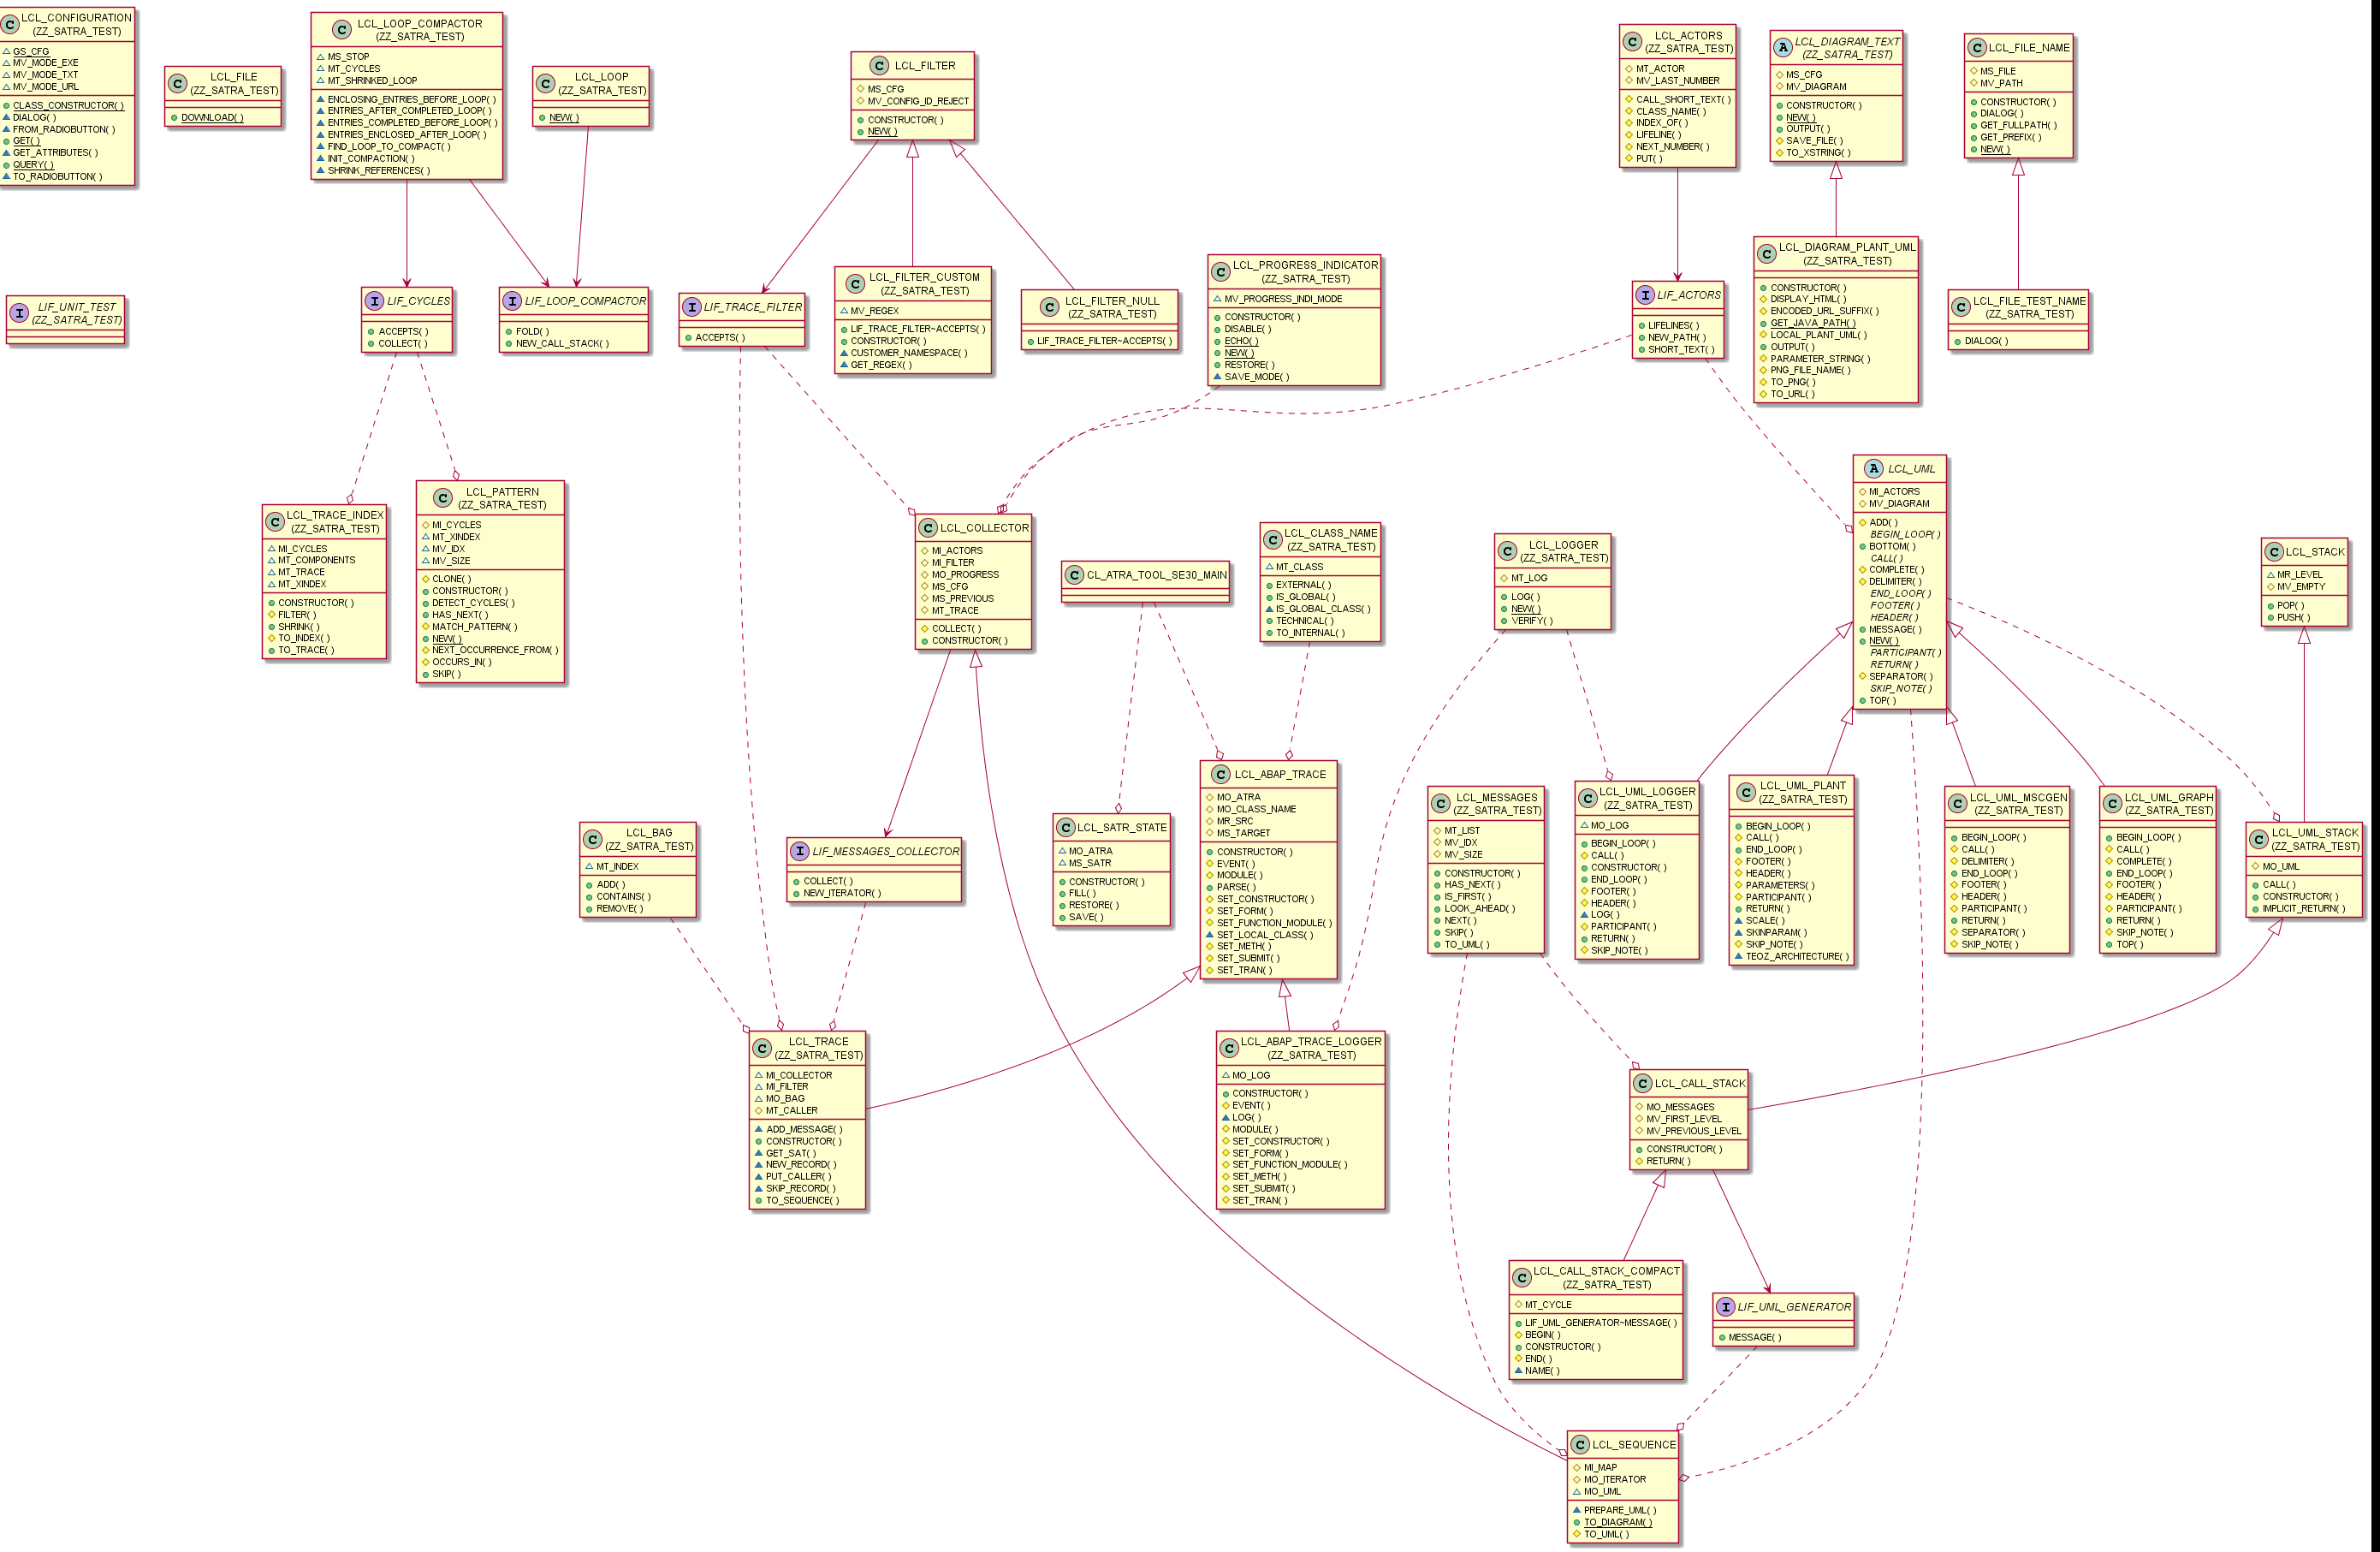 C LCL_CONFIGURATION
(ZZ_SATRA_TEST)
GS_CFG
MV_MODE_EXE
MV_MODE_TXT
MV_MODE_URL
CLASS_CONSTRUCTOR( )
DIALOG( )
FROM_RADIOBUTTON( )
GET( )
GET_ATTRIBUTES( )
QUERY( )
TO_RADIOBUTTON( )
C LCL_FILE
(ZZ_SATRA_TEST)
DOWNLOAD( )
C LCL_LOOP_COMPACTOR
(ZZ_SATRA_TEST)
MS_STOP
MT_CYCLES
MT_SHRINKED_LOOP
ENCLOSING_ENTRIES_BEFORE_LOOP( )
ENTRIES_AFTER_COMPLETED_LOOP( )
ENTRIES_COMPLETED_BEFORE_LOOP( )
ENTRIES_ENCLOSED_AFTER_LOOP( )
FIND_LOOP_TO_COMPACT( )
INIT_COMPACTION( )
SHRINK_REFERENCES( )
C LCL_LOOP
(ZZ_SATRA_TEST)
NEW( )
C LCL_FILTER
MS_CFG
MV_CONFIG_ID_REJECT
CONSTRUCTOR( )
NEW( )
C LCL_ACTORS
(ZZ_SATRA_TEST)
MT_ACTOR
MV_LAST_NUMBER
CALL_SHORT_TEXT( )
CLASS_NAME( )
INDEX_OF( )
LIFELINE( )
NEXT_NUMBER( )
PUT( )
A LCL_DIAGRAM_TEXT
(ZZ_SATRA_TEST)
MS_CFG
MV_DIAGRAM
CONSTRUCTOR( )
NEW( )
OUTPUT( )
SAVE_FILE( )
TO_XSTRING( )
C LCL_FILE_NAME
MS_FILE
MV_PATH
CONSTRUCTOR( )
DIALOG( )
GET_FULLPATH( )
GET_PREFIX( )
NEW( )
I LIF_UNIT_TEST
(ZZ_SATRA_TEST)
I LIF_CYCLES
ACCEPTS( )
COLLECT( )
I LIF_LOOP_COMPACTOR
FOLD( )
NEW_CALL_STACK( )
I LIF_TRACE_FILTER
ACCEPTS( )
C LCL_FILTER_CUSTOM
(ZZ_SATRA_TEST)
MV_REGEX
LIF_TRACE_FILTER~ACCEPTS( )
CONSTRUCTOR( )
CUSTOMER_NAMESPACE( )
GET_REGEX( )
C LCL_FILTER_NULL
(ZZ_SATRA_TEST)
LIF_TRACE_FILTER~ACCEPTS( )
C LCL_PROGRESS_INDICATOR
(ZZ_SATRA_TEST)
MV_PROGRESS_INDI_MODE
CONSTRUCTOR( )
DISABLE( )
ECHO( )
NEW( )
RESTORE( )
SAVE_MODE( )
I LIF_ACTORS
LIFELINES( )
NEW_PATH( )
SHORT_TEXT( )
C LCL_DIAGRAM_PLANT_UML
(ZZ_SATRA_TEST)
CONSTRUCTOR( )
DISPLAY_HTML( )
ENCODED_URL_SUFFIX( )
GET_JAVA_PATH( )
LOCAL_PLANT_UML( )
OUTPUT( )
PARAMETER_STRING( )
PNG_FILE_NAME( )
TO_PNG( )
TO_URL( )
C LCL_FILE_TEST_NAME
(ZZ_SATRA_TEST)
DIALOG( )
C LCL_TRACE_INDEX
(ZZ_SATRA_TEST)
MI_CYCLES
MT_COMPONENTS
MT_TRACE
MT_XINDEX
CONSTRUCTOR( )
FILTER( )
SHRINK( )
TO_INDEX( )
TO_TRACE( )
C LCL_PATTERN
(ZZ_SATRA_TEST)
MI_CYCLES
MT_XINDEX
MV_IDX
MV_SIZE
CLONE( )
CONSTRUCTOR( )
DETECT_CYCLES( )
HAS_NEXT( )
MATCH_PATTERN( )
NEW( )
NEXT_OCCURRENCE_FROM( )
OCCURS_IN( )
SKIP( )
C LCL_COLLECTOR
MI_ACTORS
MI_FILTER
MO_PROGRESS
MS_CFG
MS_PREVIOUS
MT_TRACE
COLLECT( )
CONSTRUCTOR( )
C CL_ATRA_TOOL_SE30_MAIN
C LCL_CLASS_NAME
(ZZ_SATRA_TEST)
MT_CLASS
EXTERNAL( )
IS_GLOBAL( )
IS_GLOBAL_CLASS( )
TECHNICAL( )
TO_INTERNAL( )
C LCL_LOGGER
(ZZ_SATRA_TEST)
MT_LOG
LOG( )
NEW( )
VERIFY( )
A LCL_UML
MI_ACTORS
MV_DIAGRAM
ADD( )
BEGIN_LOOP( )
BOTTOM( )
CALL( )
COMPLETE( )
DELIMITER( )
END_LOOP( )
FOOTER( )
HEADER( )
MESSAGE( )
NEW( )
PARTICIPANT( )
RETURN( )
SEPARATOR( )
SKIP_NOTE( )
TOP( )
C LCL_STACK
MR_LEVEL
MV_EMPTY
POP( )
PUSH( )
C LCL_BAG
(ZZ_SATRA_TEST)
MT_INDEX
ADD( )
CONTAINS( )
REMOVE( )
I LIF_MESSAGES_COLLECTOR
COLLECT( )
NEW_ITERATOR( )
C LCL_SATR_STATE
MO_ATRA
MS_SATR
CONSTRUCTOR( )
FILL( )
RESTORE( )
SAVE( )
C LCL_ABAP_TRACE
MO_ATRA
MO_CLASS_NAME
MR_SRC
MS_TARGET
CONSTRUCTOR( )
EVENT( )
MODULE( )
PARSE( )
SET_CONSTRUCTOR( )
SET_FORM( )
SET_FUNCTION_MODULE( )
SET_LOCAL_CLASS( )
SET_METH( )
SET_SUBMIT( )
SET_TRAN( )
C LCL_MESSAGES
(ZZ_SATRA_TEST)
MT_LIST
MV_IDX
MV_SIZE
CONSTRUCTOR( )
HAS_NEXT( )
IS_FIRST( )
LOOK_AHEAD( )
NEXT( )
SKIP( )
TO_UML( )
C LCL_UML_LOGGER
(ZZ_SATRA_TEST)
MO_LOG
BEGIN_LOOP( )
CALL( )
CONSTRUCTOR( )
END_LOOP( )
FOOTER( )
HEADER( )
LOG( )
PARTICIPANT( )
RETURN( )
SKIP_NOTE( )
C LCL_UML_PLANT
(ZZ_SATRA_TEST)
BEGIN_LOOP( )
CALL( )
END_LOOP( )
FOOTER( )
HEADER( )
PARAMETERS( )
PARTICIPANT( )
RETURN( )
SCALE( )
SKINPARAM( )
SKIP_NOTE( )
TEOZ_ARCHITECTURE( )
C LCL_UML_MSCGEN
(ZZ_SATRA_TEST)
BEGIN_LOOP( )
CALL( )
DELIMITER( )
END_LOOP( )
FOOTER( )
HEADER( )
PARTICIPANT( )
RETURN( )
SEPARATOR( )
SKIP_NOTE( )
C LCL_UML_GRAPH
(ZZ_SATRA_TEST)
BEGIN_LOOP( )
CALL( )
COMPLETE( )
END_LOOP( )
FOOTER( )
HEADER( )
PARTICIPANT( )
RETURN( )
SKIP_NOTE( )
TOP( )
C LCL_UML_STACK
(ZZ_SATRA_TEST)
MO_UML
CALL( )
CONSTRUCTOR( )
IMPLICIT_RETURN( )
C LCL_TRACE
(ZZ_SATRA_TEST)
MI_COLLECTOR
MI_FILTER
MO_BAG
MT_CALLER
ADD_MESSAGE( )
CONSTRUCTOR( )
GET_SAT( )
NEW_RECORD( )
PUT_CALLER( )
SKIP_RECORD( )
TO_SEQUENCE( )
C LCL_ABAP_TRACE_LOGGER
(ZZ_SATRA_TEST)
MO_LOG
CONSTRUCTOR( )
EVENT( )
LOG( )
MODULE( )
SET_CONSTRUCTOR( )
SET_FORM( )
SET_FUNCTION_MODULE( )
SET_METH( )
SET_SUBMIT( )
SET_TRAN( )
C LCL_CALL_STACK
MO_MESSAGES
MV_FIRST_LEVEL
MV_PREVIOUS_LEVEL
CONSTRUCTOR( )
RETURN( )
C LCL_CALL_STACK_COMPACT
(ZZ_SATRA_TEST)
MT_CYCLE
LIF_UML_GENERATOR~MESSAGE( )
BEGIN( )
CONSTRUCTOR( )
END( )
NAME( )
I LIF_UML_GENERATOR
MESSAGE( )
C LCL_SEQUENCE
MI_MAP
MO_ITERATOR
MO_UML
PREPARE_UML( )
TO_DIAGRAM( )
TO_UML( )